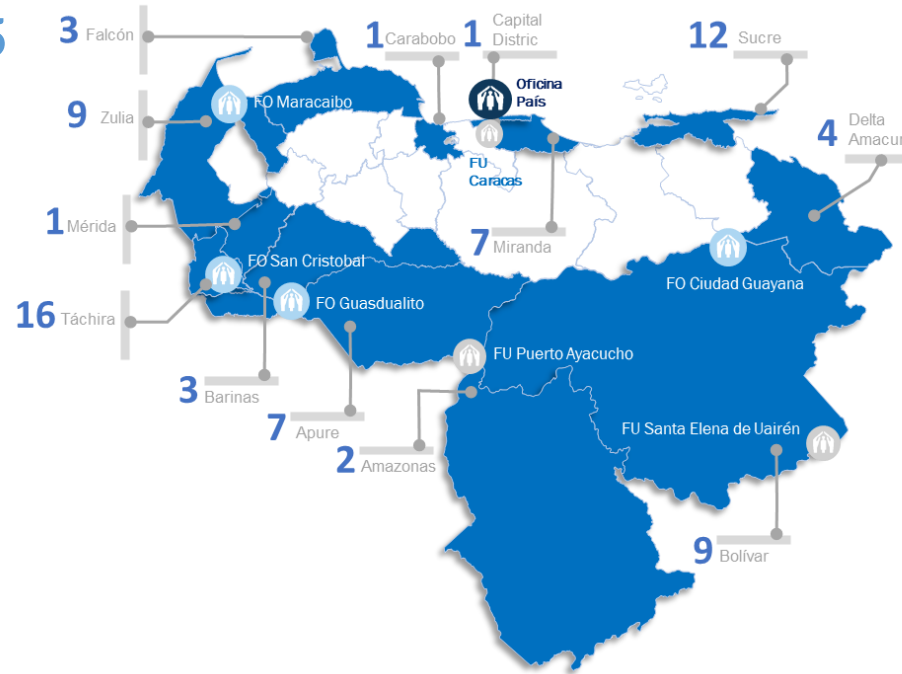 5
3 Falcón
1 Carabobo
1 Capital
Distric
12 Sucre
Oficina
País
9 Zulia
FO Maracaibo
4 Delta
Amacur
FU
Caracas
1 Mérida
7 Miranda
FO San Cristobal
FO Ciudad Guayana
16 Táchira
FO Guasdualito
FU Puerto Ayacucho
3 Barinas
7 Apure
FU Santa Elena de Uairén
2 Amazonas
9 Bolívar